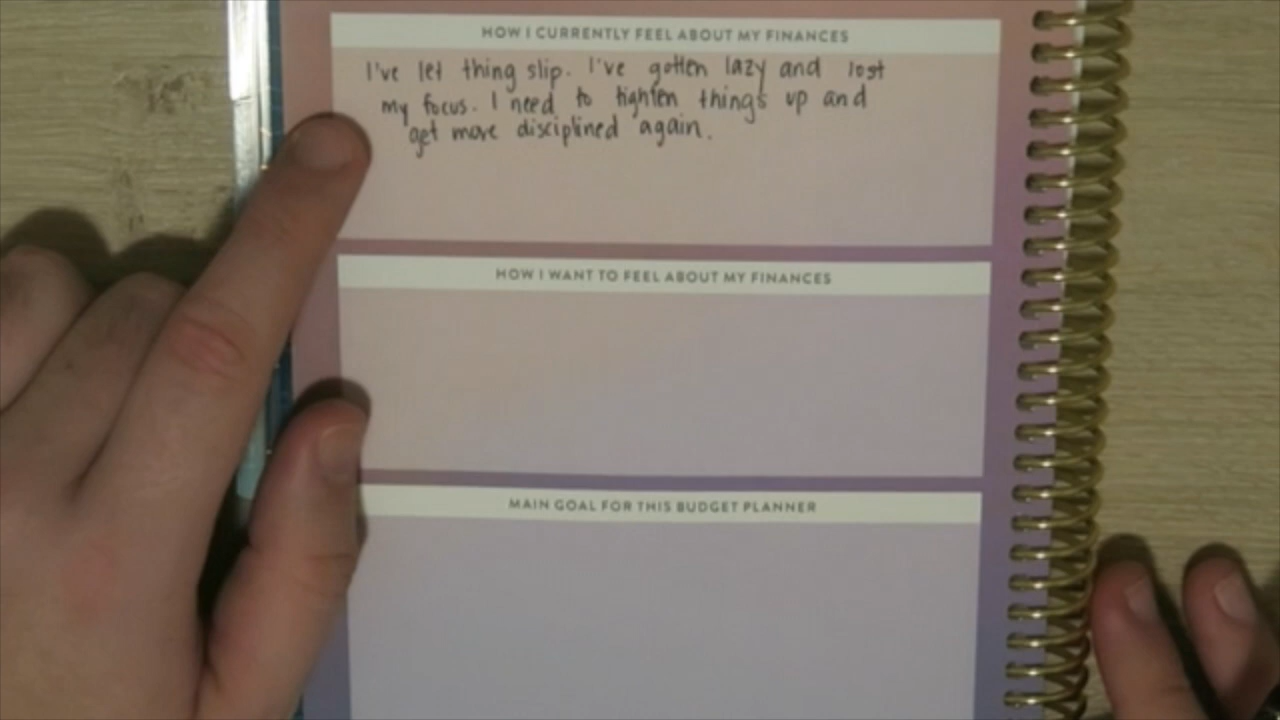 HOW I CURRENTLY FEEL ABOUT MY FINANCES
I've let thing slip. I've gotten lazy and lost
my focus. I need to tighten things up and
get more disciplined again.
HOW I WANT TO FEEL ABOUT MY FINANCES
MAIN GOAL FOR THIS BUDGET PLANNER